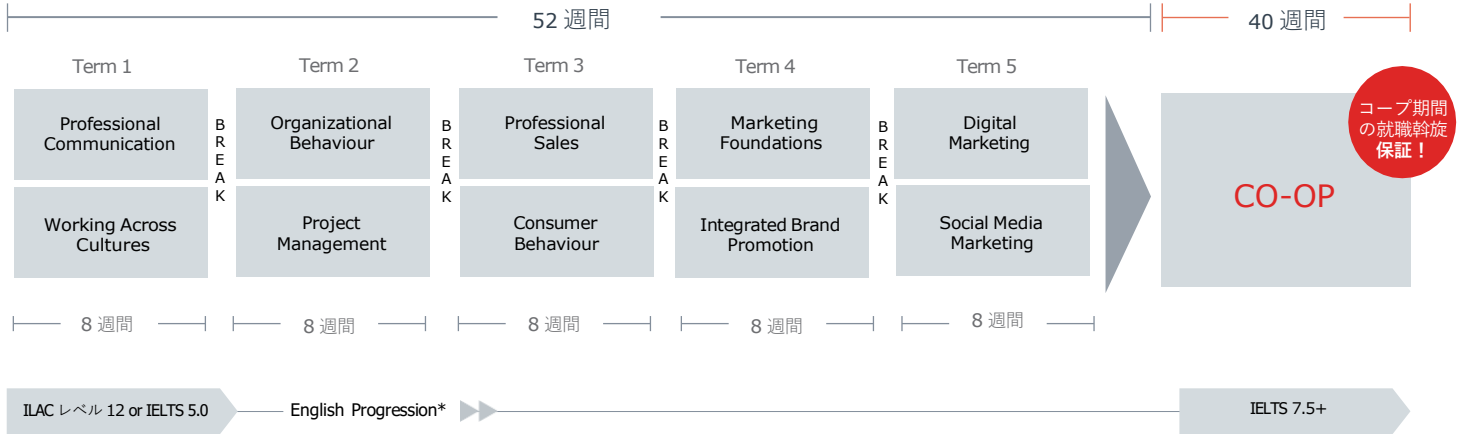 52 週間
40 週間
Term 1
Term 2
Term 3
Term 4
Term 5
Professional
Communication
Working Across
Cultures
BREAK
Organizational
Behaviour
Project
Management
BREAK
Professional
Sales
Consumer
Behaviour
BREAK
Marketing
Foundations
Integrated Brand
Promotion
BREAK
Digital
Marketing
Social Media
Marketing
CO-OP
コープ期間
の就職斡旋
保証！
8 週間
8 週間
8 週間
8 週間
8 週間
ILAC レベル 12 or IELTS 5.0
English Progression*
IELTS 7.5+